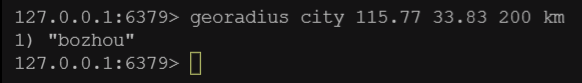 127.0.0.1:6379> georadius city 115.77 33.83 200 km
1) "bozhou"
127.0.0.1:6379>